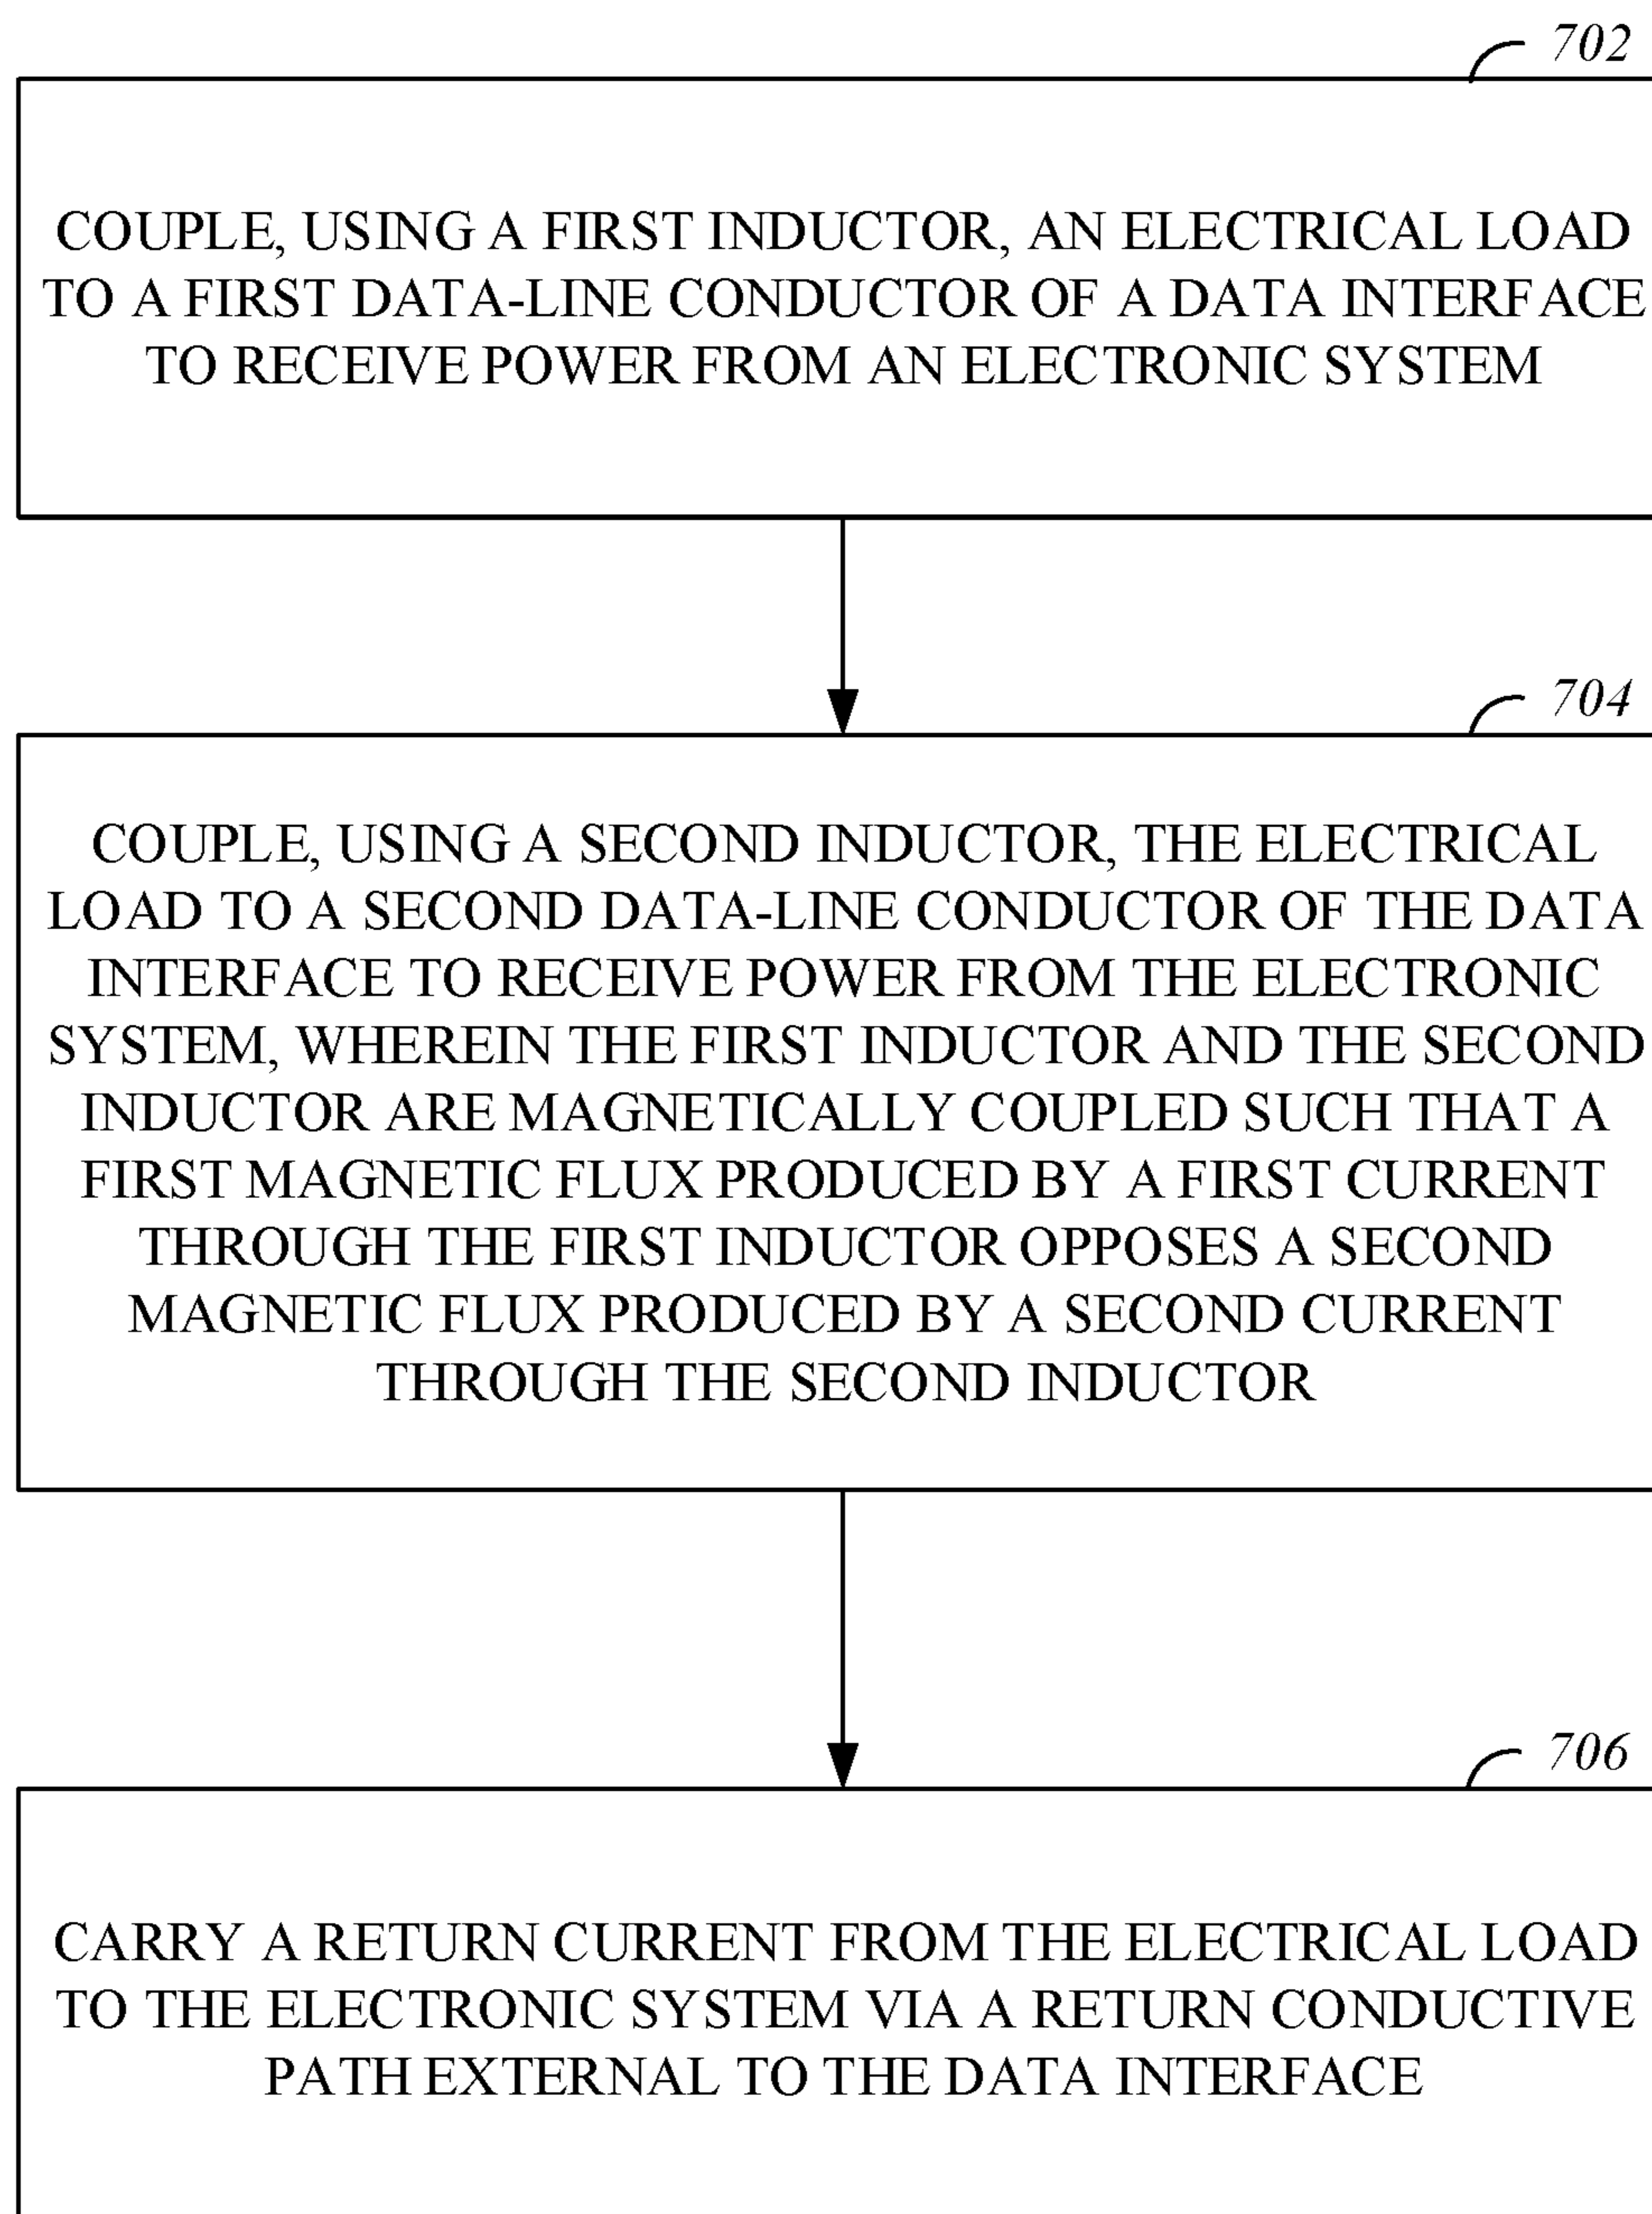 702
COUPLE, USING A FIRST INDUCTOR, AN ELECTRICAL LOAD
TO A FIRST DATA-LINE CONDUCTOR OF A DATA INTERFACE
TO RECEIVE POWER FROM AN ELECTRONIC SYSTEM
704
COUPLE, USING A SECOND INDUCTOR, THE ELECTRICAL
LOAD TO A SECOND DATA-LINE CONDUCTOR OF THE DATA
INTERFACE TO RECEIVE POWER FROM THE ELECTRONIC
SYSTEM, WHEREIN THE FIRST INDUCTOR AND THE SECOND
INDUCTOR ARE MAGNETICALLY COUPLED SUCH THAT A
FIRST MAGNETIC FLUX PRODUCED BY A FIRST CURRENT
THROUGH THE FIRST INDUCTOR OPPOSES A SECOND
MAGNETIC FLUX PRODUCED BY A SECOND CURRENT
THROUGH THE SECOND INDUCTOR
706
CARRY A RETURN CURRENT FROM THE ELECTRICAL LOAD
TO THE ELECTRONIC SYSTEM VIA A RETURN CONDUCTIVE
PATH EXTERNAL TO THE DATA INTERFACE